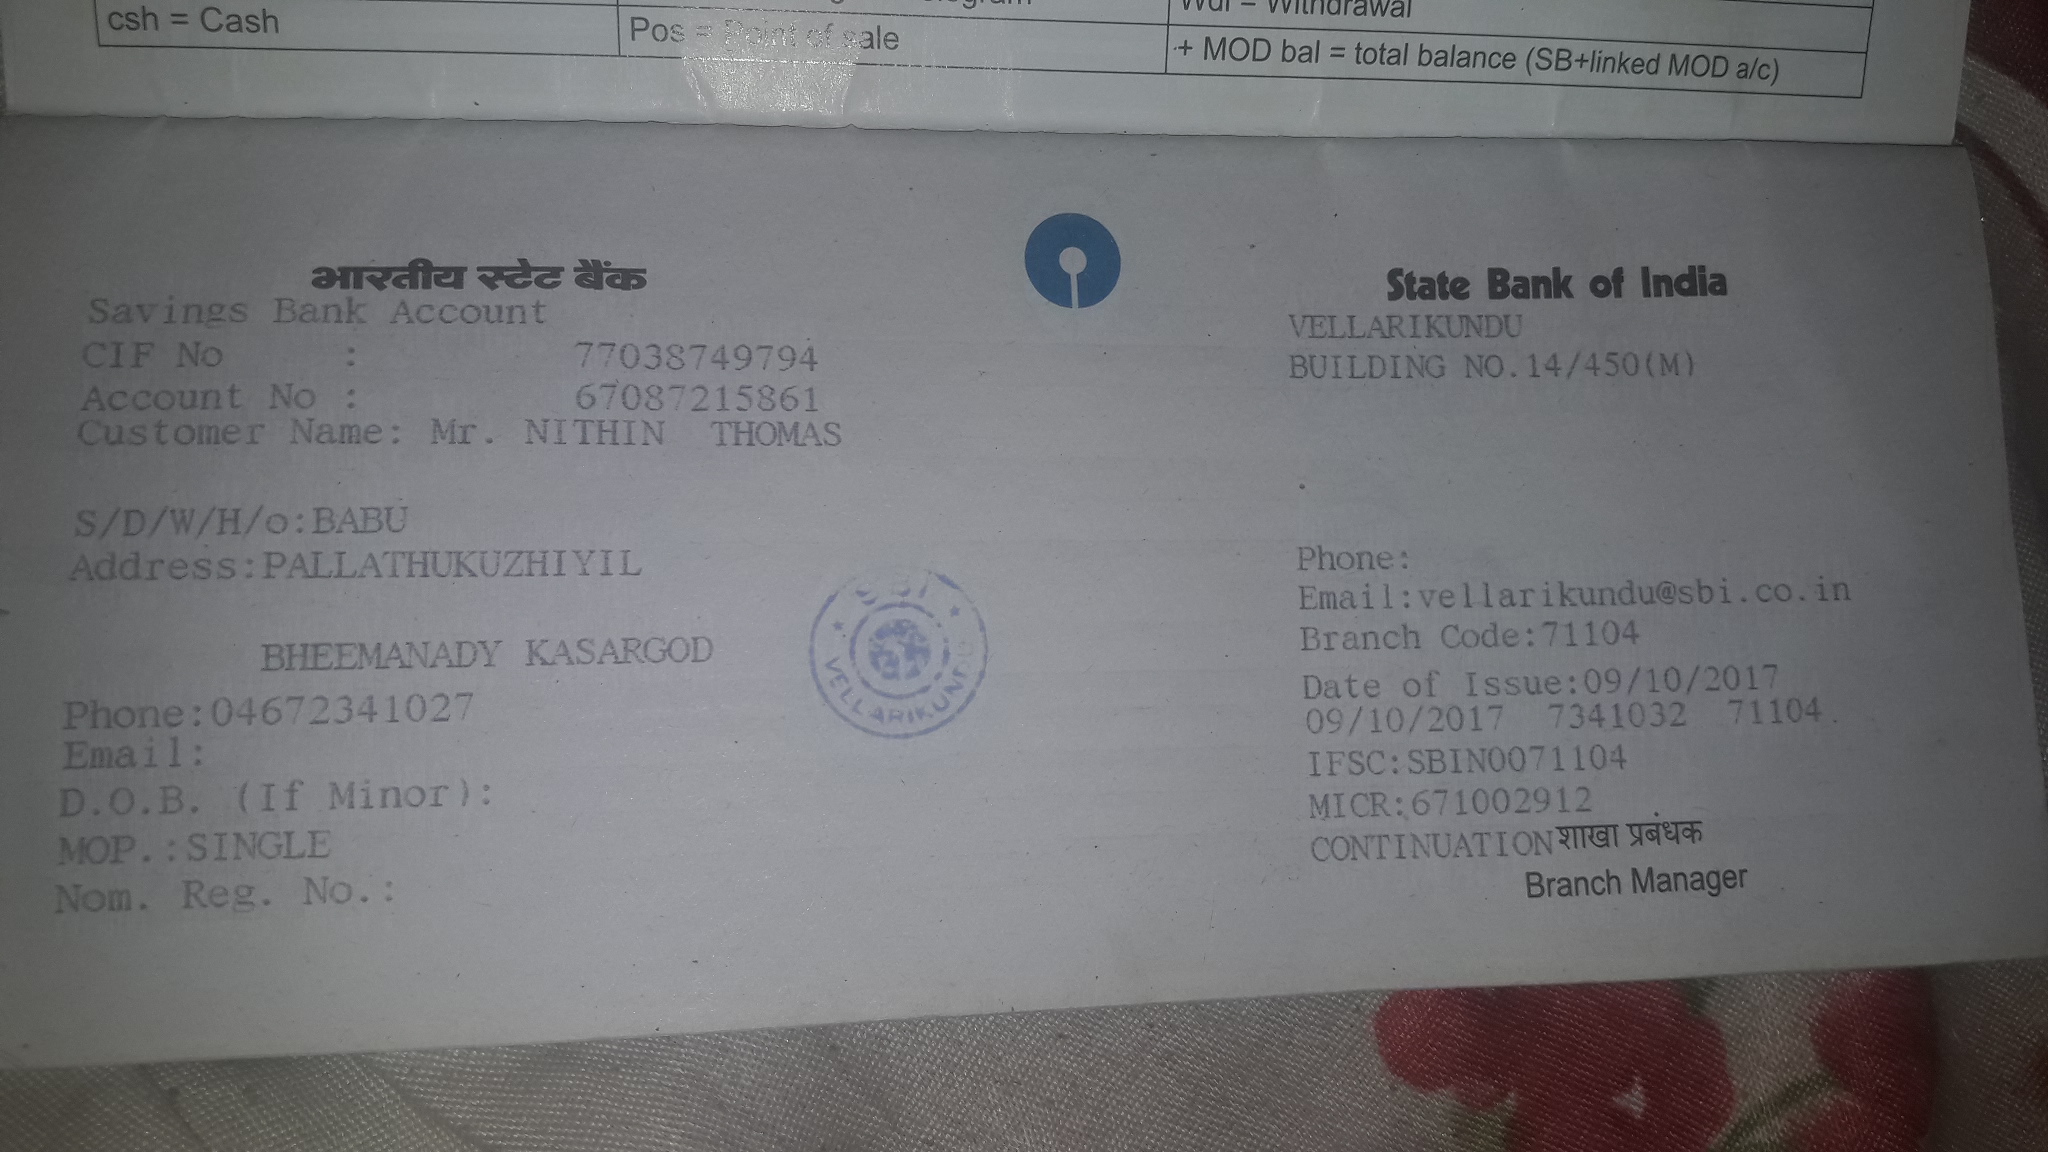 csh = Cash
Pos = Point of sale
Wdl = Withdrawal
+ MOD bal = total balance (SB+linked MOD a/c)
भारतीय स्टेट बैंक
State Bank of India
Savings Bank Account
CIF No : 77038749794
Account No : 67087215861
Customer Name: Mr. NITHIN THOMAS
S/D/W/H/o:BABU
Address:PALLATHUKUZHIYIL
BHEEMANADY KASARGOD
Phone:04672341027
Email:
D.O.B. (If Minor):
MOP.:SINGLE
Nom. Reg. No.:
VELLARIKUNDU
BUILDING NO.14/450(M)
Phone:
Email:vellarikundu@sbi.co.in
Branch Code:71104
Date of Issue:09/10/2017
09/10/2017 7341032 71104
IFSC:SBIN0071104
MICR:671002912
CONTINUATION शाखा प्रबंधक
Branch Manager